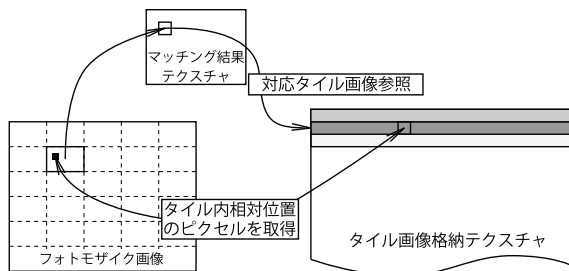 マッチング結果
テクスチャ
対応タイル画像参照
タイル内相対位置
のピクセルを取得
タイル画像格納テクスチャ
フォトモザイク画像